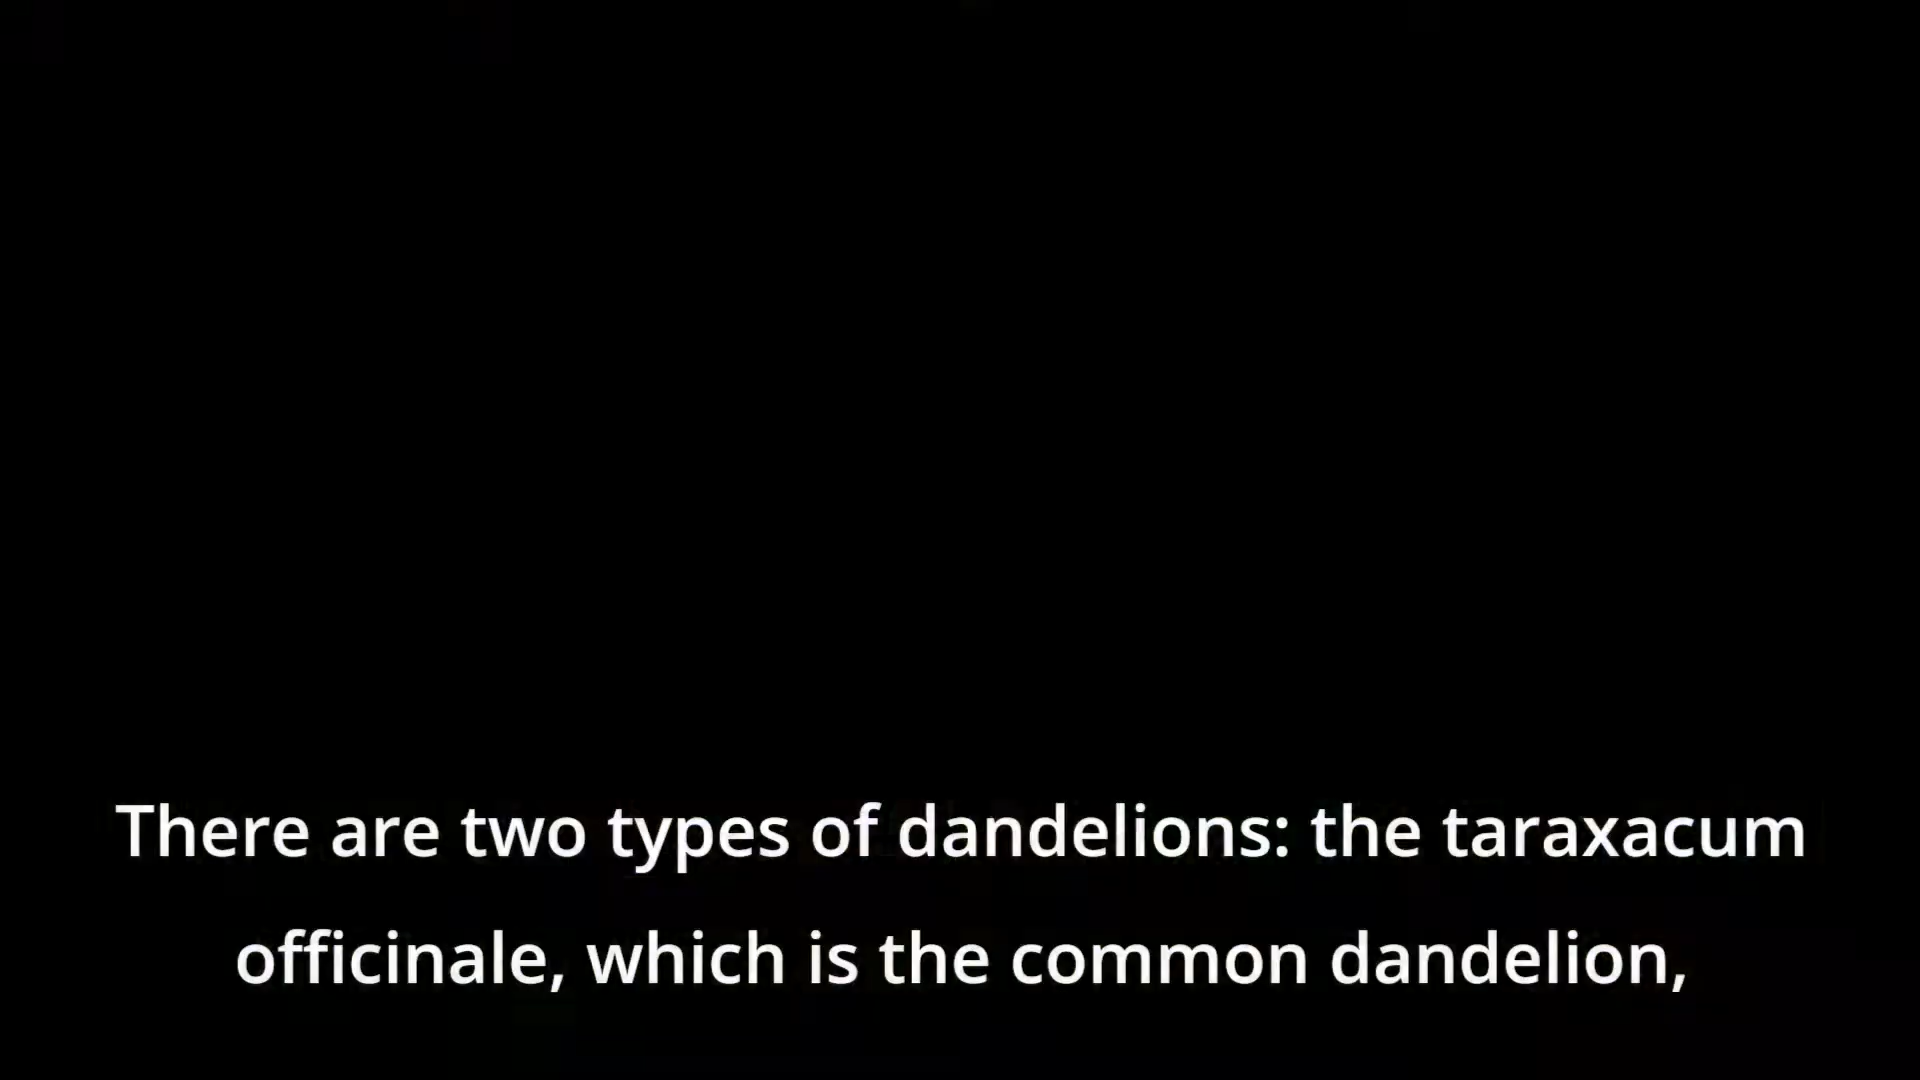 There are two types of dandelions: the taraxacum
officinale, which is the common dandelion,